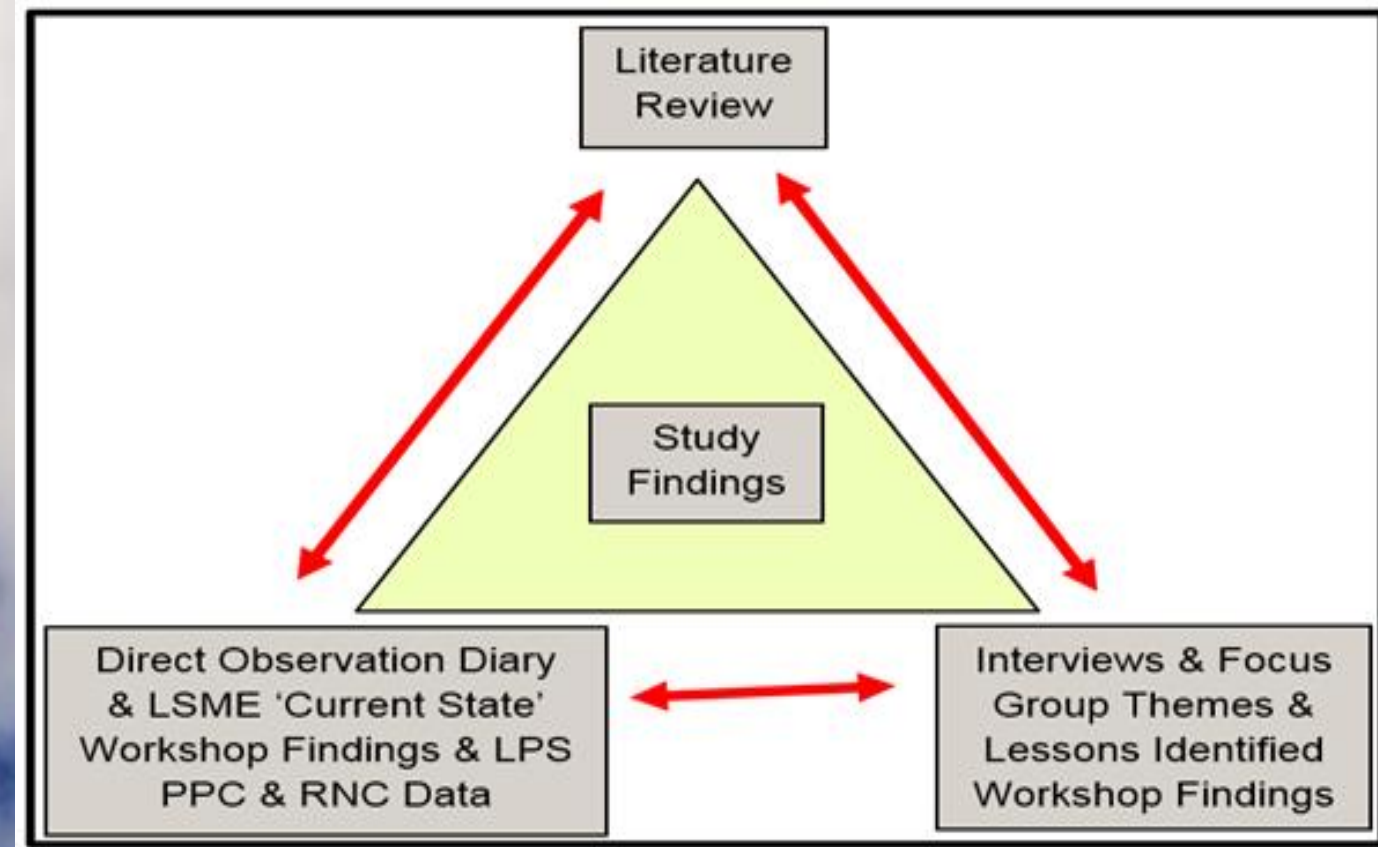 Literature
Review
Study
Findings
Direct Observation Diary
& LSME ‘Current State’
Workshop Findings & LPS
PPC & RNC Data
Interviews & Focus
Group Themes &
Lessons Identified
Workshop Findings